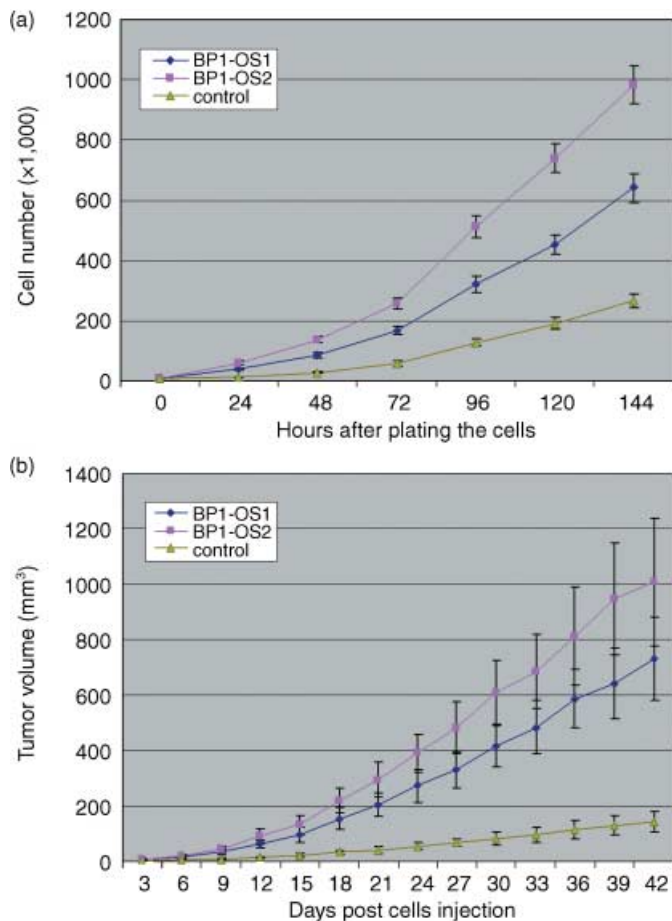 (a)
1200
1000
800
600
400
200
0
Cell number (×1,000)
BP1-OS1
BP1-OS2
control
0 24 48 72 96 120 144
Hours after plating the cells
(b)
1400
1200
1000
800
600
400
200
0
Tumor volume (mm³)
BP1-OS1
BP1-OS2
control
3 6 9 12 15 18 21 24 27 30 33 36 39 42
Days post cells injection